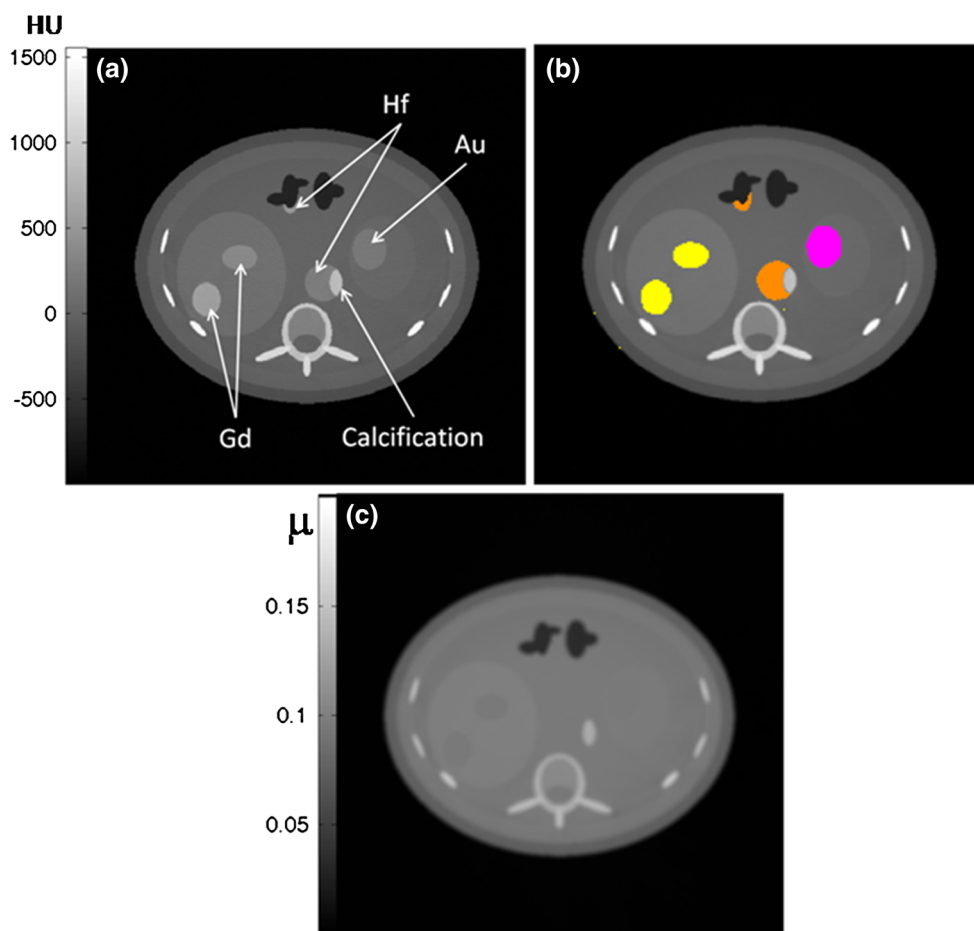 HU
1500
1000
500
0
-500
(a)
Hf
Au
Gd
Calcification
(b)
μ
0.15
0.1
0.05
(c)